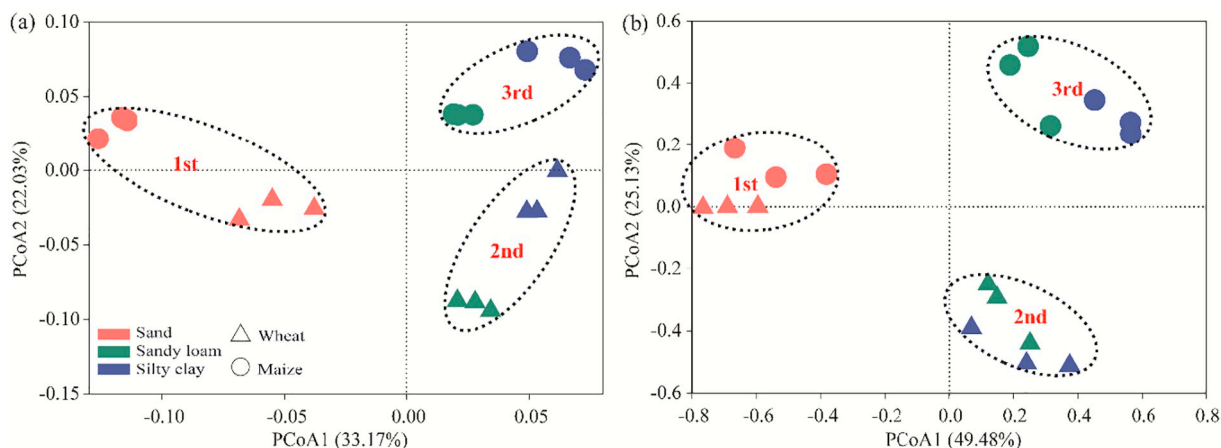 (a)
0.10
0.05
0.00
-0.05
-0.10
-0.15
PCoA2 (22.03%)
3rd
1st
2nd
Sand
Sandy loam
Silty clay
Wheat
Maize
-0.10
-0.05
0.00
0.05
PCoA1 (33.17%)
(b)
0.6
0.4
0.2
0.0
-0.2
-0.4
-0.6
PCoA2 (25.13%)
3rd
1st
2nd
-0.8
-0.6
-0.4
-0.2
0.0
0.2
0.4
0.6
0.8
PCoA1 (49.48%)